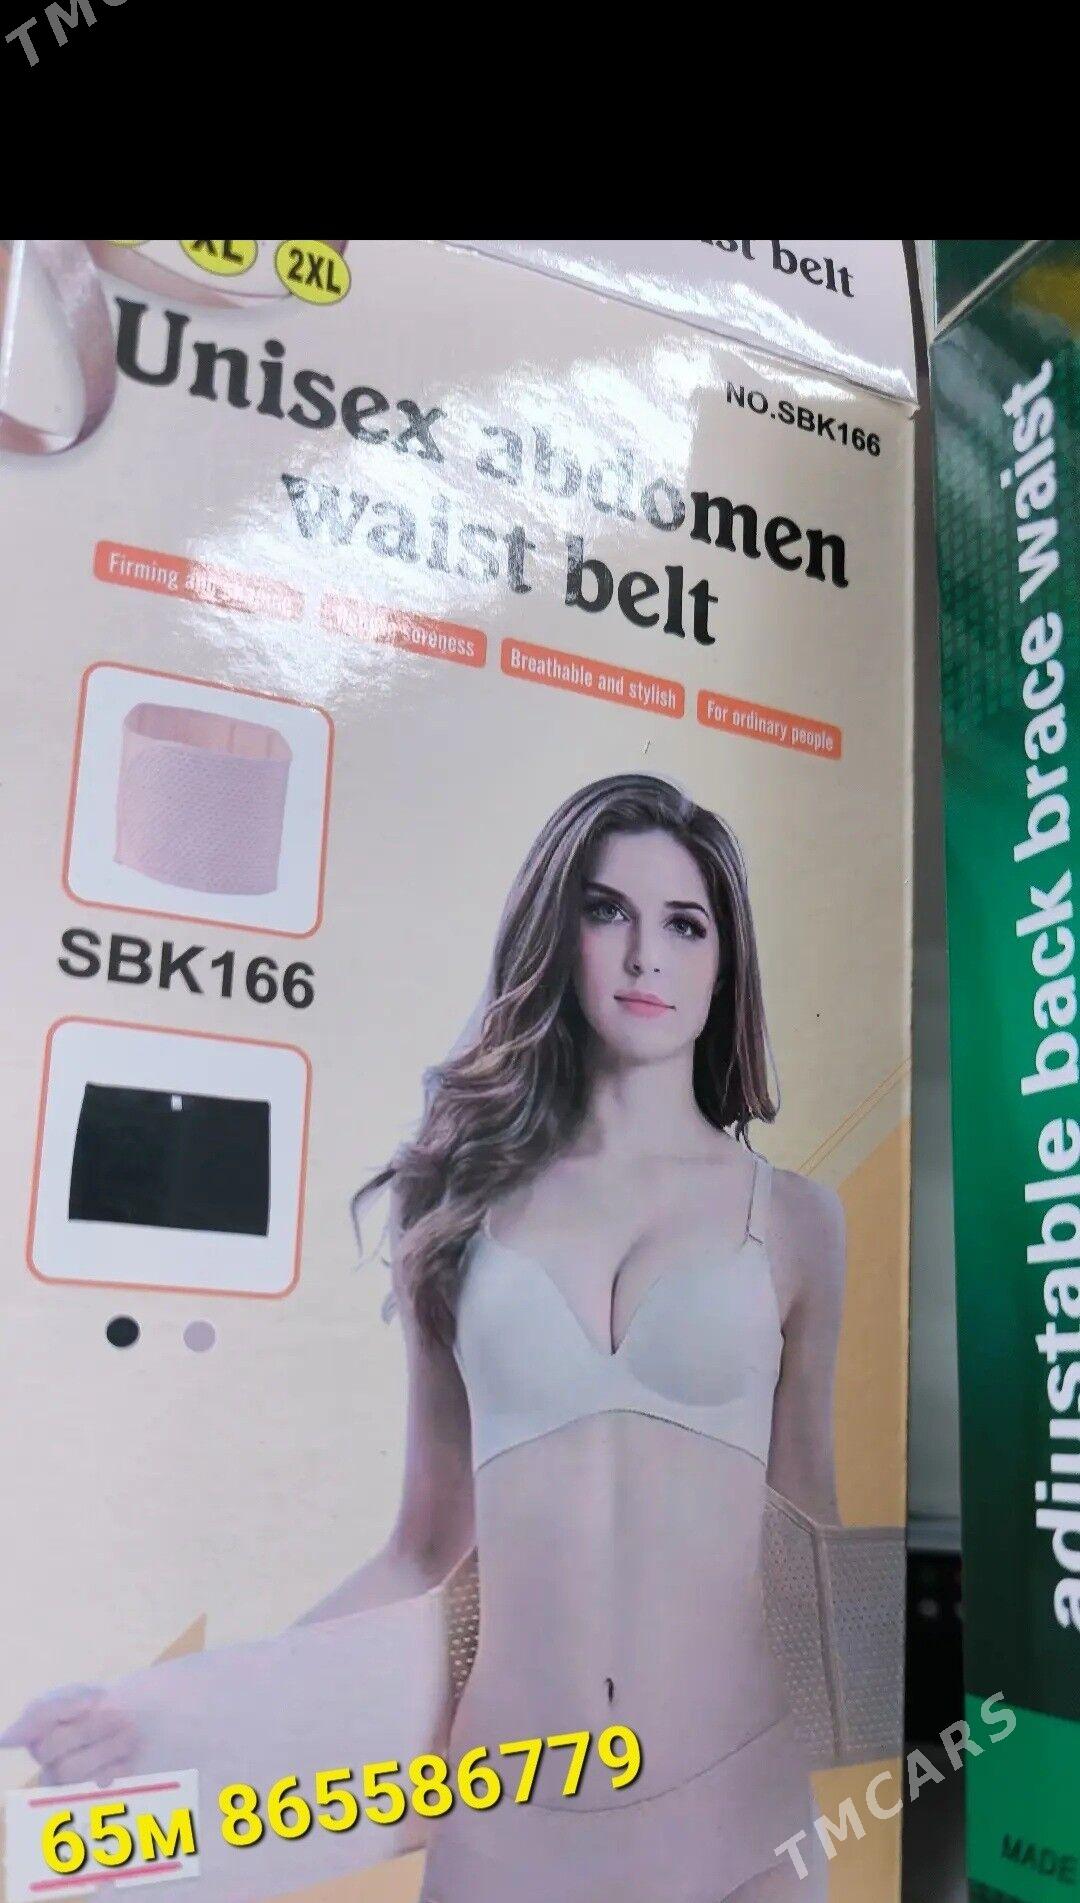 TMC
XL
2XL
belt
NO.SBK166
Unisex abdomen
waist belt
Firming
soreness
Breathable and stylish
For ordinary people
SBK166
adjustable back brace waist
65м 865586779
TMCARS
MADE